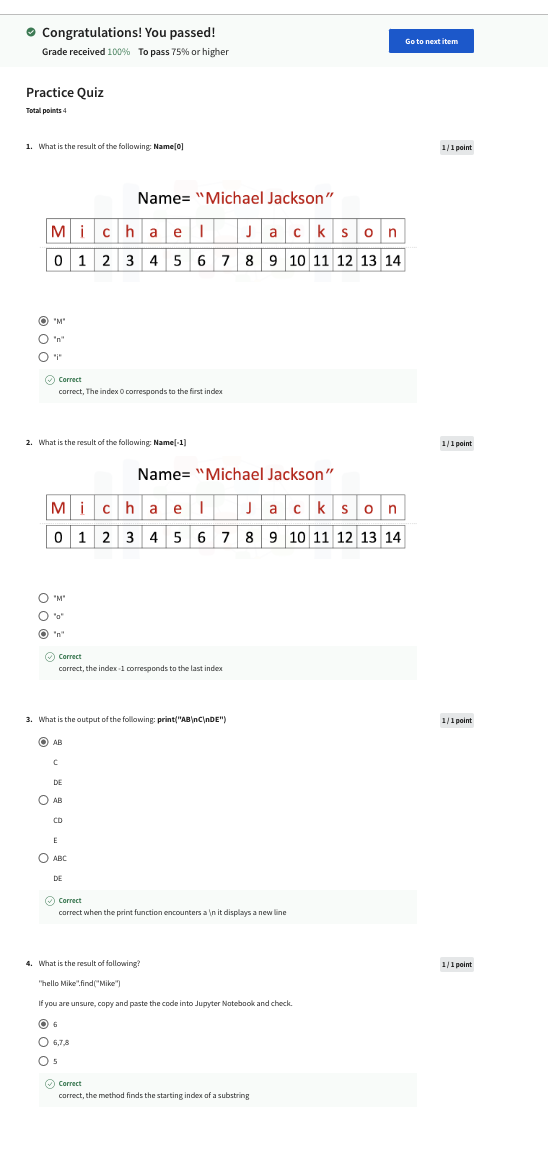 Congratulations! You passed!
Grade received 100% To pass 75% or higher
Go to next item
Practice Quiz
Total points 4
1. What is the result of the following: Name[0]
1 / 1 point
Name= “Michael Jackson”
M i c h a e l J a c k s o n
0 1 2 3 4 5 6 7 8 9 10 11 12 13 14
"M"
"n"
"i"
Correct
correct, The index 0 corresponds to the first index
2. What is the result of the following: Name[-1]
1 / 1 point
Name= “Michael Jackson”
M i c h a e l J a c k s o n
0 1 2 3 4 5 6 7 8 9 10 11 12 13 14
"M"
"o"
"n"
Correct
correct, the index -1 corresponds to the last index
3. What is the output of the following: print("AB\nC\nDE")
1 / 1 point
AB
C
DE
AB
CD
E
ABC
DE
Correct
correct when the print function encounters a \n it displays a new line
4. What is the result of following?
1 / 1 point
"hello Mike".find("Mike")
If you are unsure, copy and paste the code into Jupyter Notebook and check.
6
6,7,8
5
Correct
correct, the method finds the starting index of a substring